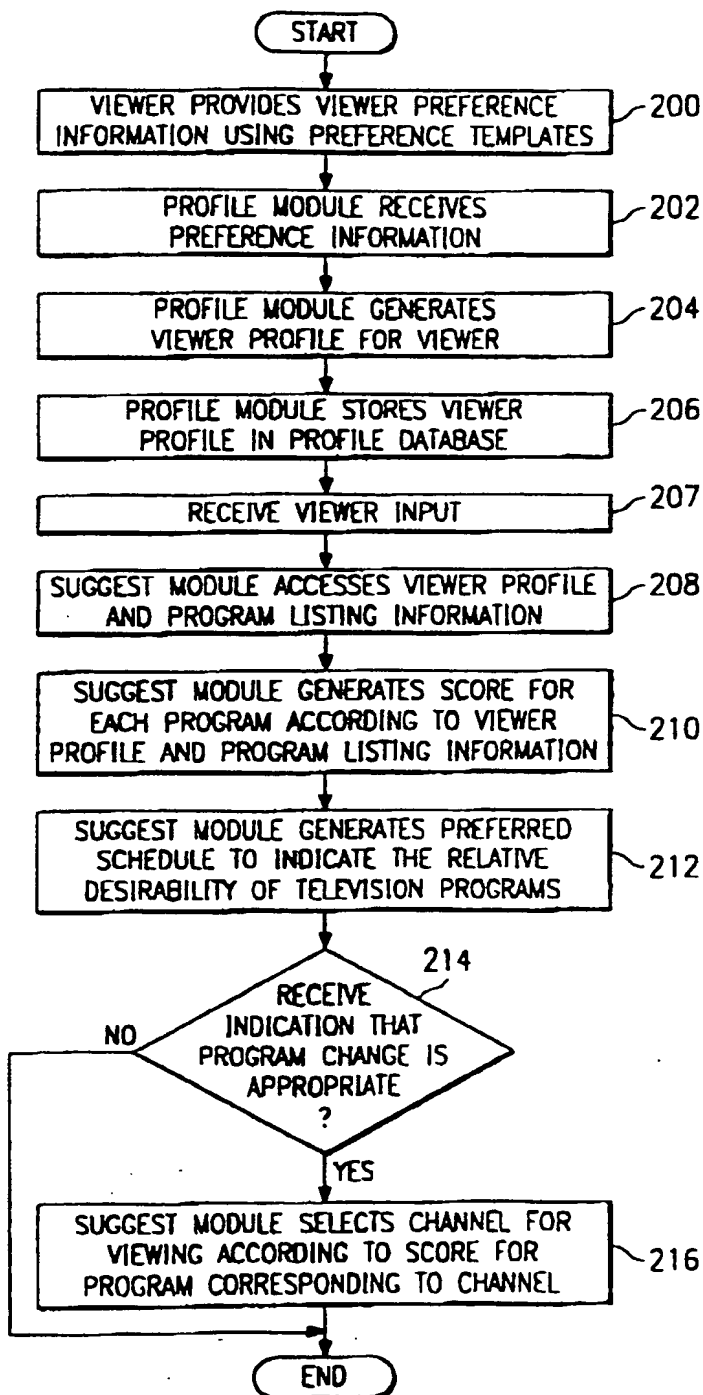 START
VIEWER PROVIDES VIEWER PREFERENCE
INFORMATION USING PREFERENCE TEMPLATES
200
PROFILE MODULE RECEIVES
PREFERENCE INFORMATION
202
PROFILE MODULE GENERATES
VIEWER PROFILE FOR VIEWER
204
PROFILE MODULE STORES VIEWER
PROFILE IN PROFILE DATABASE
206
RECEIVE VIEWER INPUT
207
SUGGEST MODULE ACCESSES VIEWER PROFILE
AND PROGRAM LISTING INFORMATION
208
SUGGEST MODULE GENERATES SCORE FOR
EACH PROGRAM ACCORDING TO VIEWER
PROFILE AND PROGRAM LISTING INFORMATION
210
SUGGEST MODULE GENERATES PREFERRED
SCHEDULE TO INDICATE THE RELATIVE
DESIRABILITY OF TELEVISION PROGRAMS
212
214
RECEIVE
INDICATION THAT
PROGRAM CHANGE IS
APPROPRIATE
?
NO
YES
SUGGEST MODULE SELECTS CHANNEL FOR
VIEWING ACCORDING TO SCORE FOR
PROGRAM CORRESPONDING TO CHANNEL
216
END